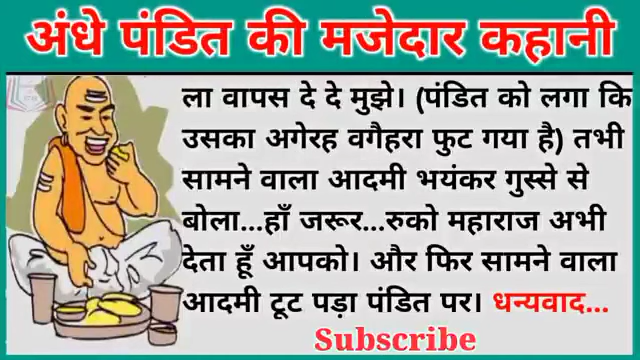 अंधे पंडित की मजेदार कहानी
ला वापस दे दे मुझे। (पंडित को लगा कि
उसका अगेरह वगैहरा फुट गया है) तभी
सामने वाला आदमी भयंकर गुस्से से
बोला...हाँ जरूर...रुको महाराज अभी
देता हूँ आपको। और फिर सामने वाला
आदमी टूट पड़ा पंडित पर। धन्यवाद...
Subscribe